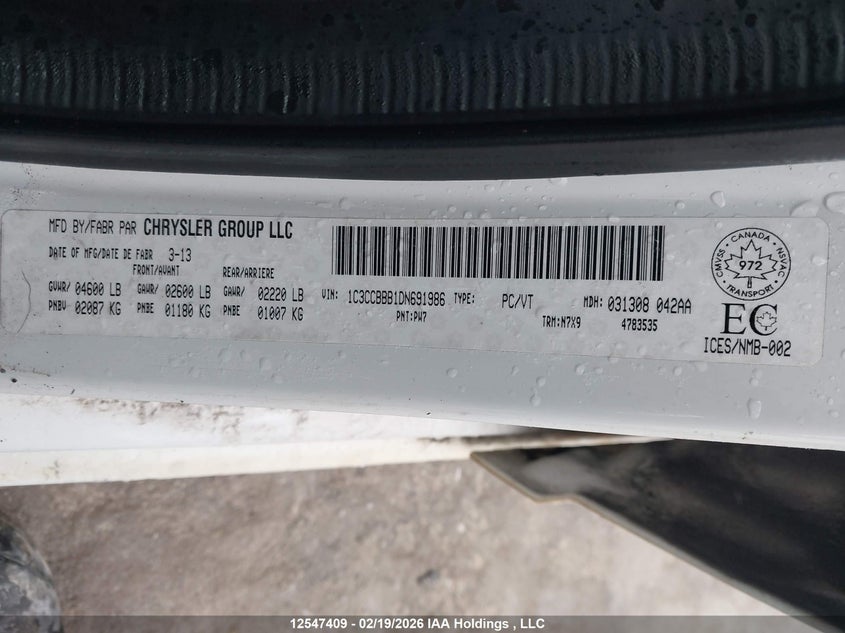 MFD BY/FABR PAR CHRYSLER GROUP LLC
DATE OF MFG/DATE DE FABR 3-13
FRONT/AVANT REAR/ARRIERE
GVWR/ 04600 LB GAWR/ 02600 LB GAWR/ 02220 LB
PNBV 02087 KG PNBE 01180 KG PNBE 01007 KG
VIN: 1C3CCBBB1DN691986 TYPE: PC/VT MDH: 031308 042AA
PNT:PW7 TRM:N7X9 4783535
CANADA
CMVSS 972 NSVAC
TRANSPORT
EC
ICES/NMB-002
12547409 - 02/19/2026 IAA Holdings , LLC